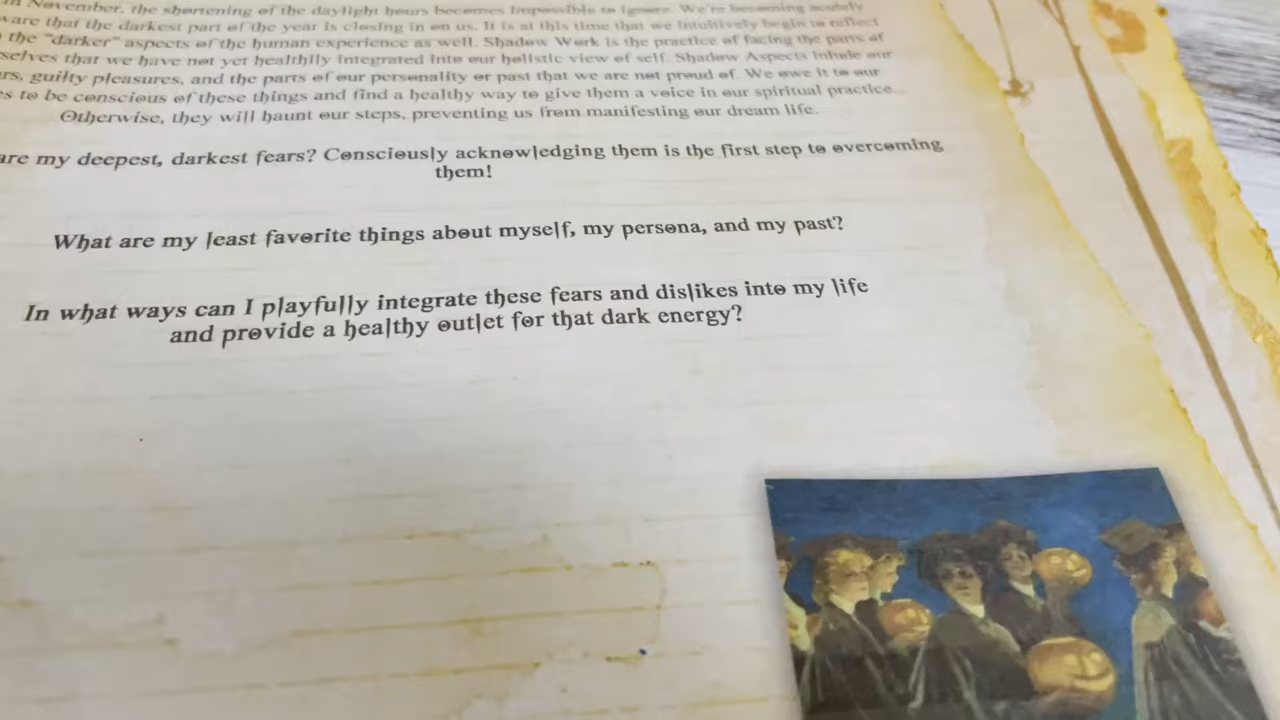 in November, the shortening of the daylight hours becomes impossible to ignore. We're becoming acutely
ware that the darkest part of the year is closing in on us. It is at this time that we intuitively begin to reflect
the "darker" aspects of the human experience as well. Shadow Work is the practice of facing the parts of
selves that we have not yet healthily integrated into our holistic view of self. Shadow Aspects inlude our
rs, guilty pleasures, and the parts of our personality or past that we are not proud of. We owe it to our
s to be conscious of these things and find a healthy way to give them a voice in our spiritual practice.
Otherwise, they will haunt our steps, preventing us from manifesting our dream life.
are my deepest, darkest fears? Consciously acknowledging them is the first step to overcoming
them!
What are my least favorite things about myself, my persona, and my past?
In what ways can I playfully integrate these fears and dislikes into my life
and provide a healthy outlet for that dark energy?